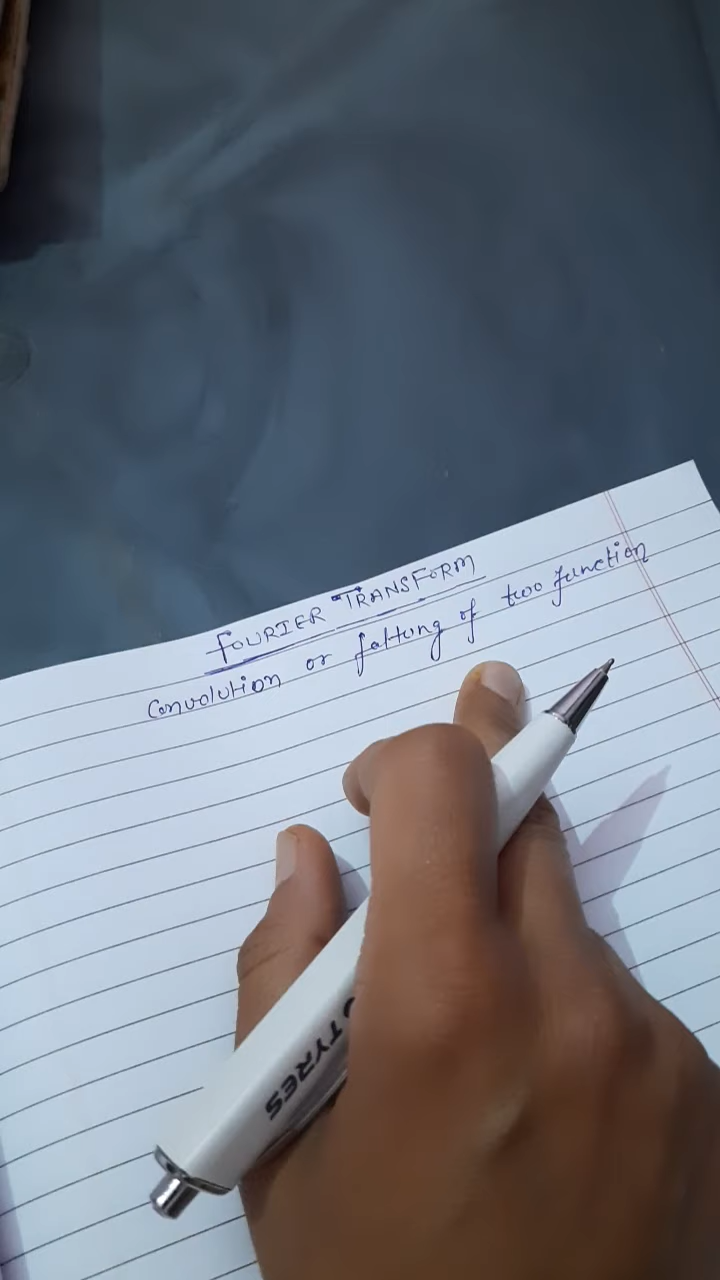 FOURIER TRANSFORM
Convolution or faltung of two function
TYRES